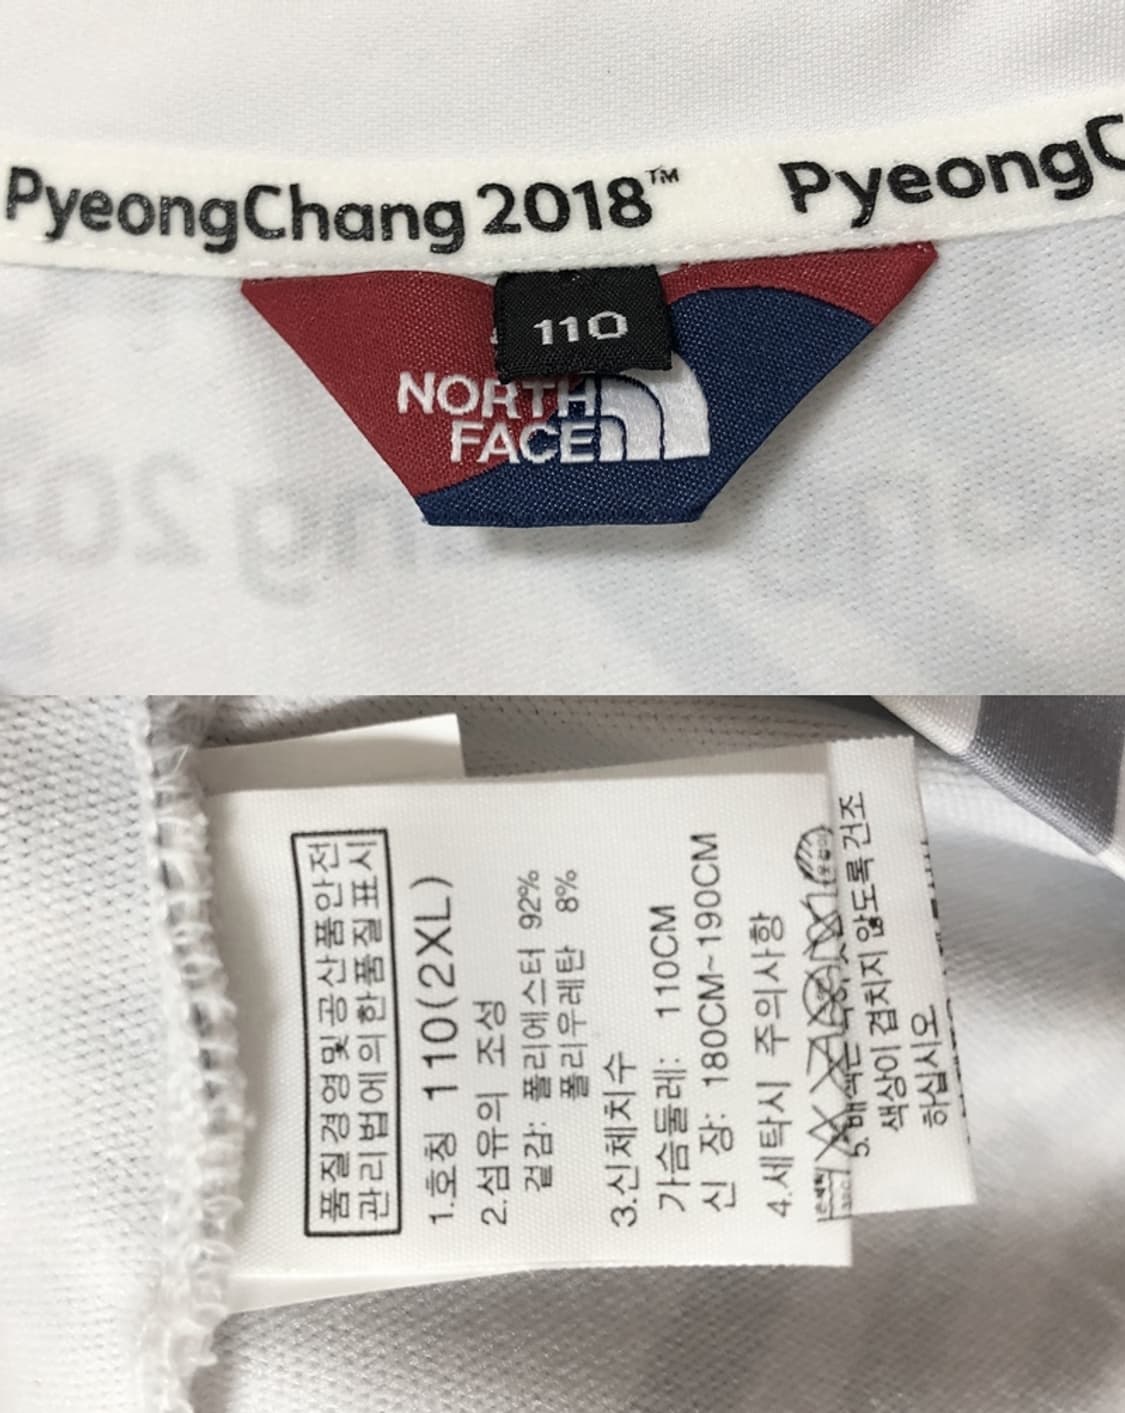 PyeongChang 2018™ PyeongC
110
NORTH
FACE
품질경영및공산품안전
관리법에의한품질표시
1.호칭 110(2XL)
2.섬유의 조성
겉감: 폴리에스터 92%
폴리우레탄 8%
3.신체치수
가슴둘레: 110CM
신 장: 180CM~190CM
4.세탁시 주의사항
손세탁
5. 배색은
색상이 겹치지 않도록 건조
하십시오